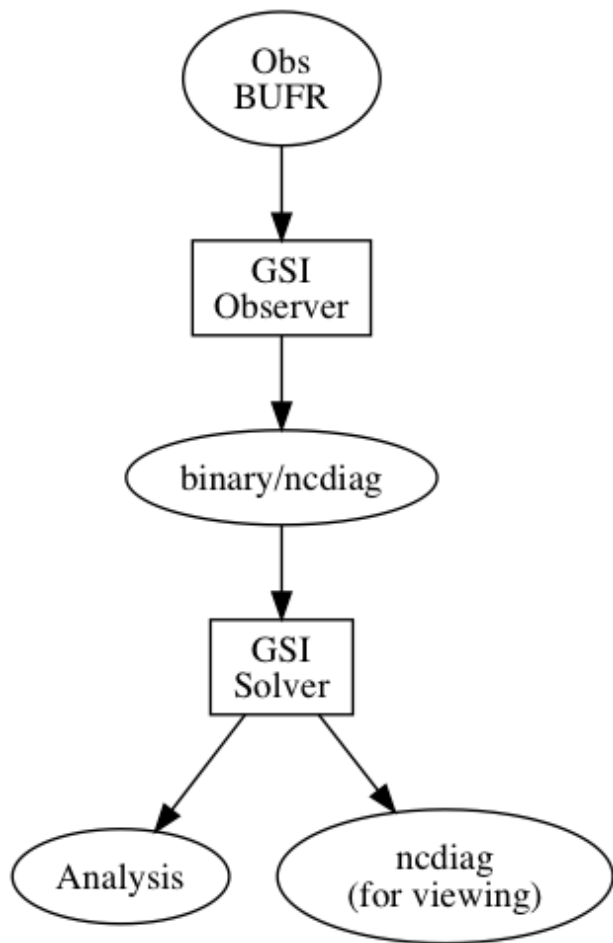 Obs
BUFR
GSI
Observer
binary/ncdiag
GSI
Solver
Analysis
ncdiag
(for viewing)